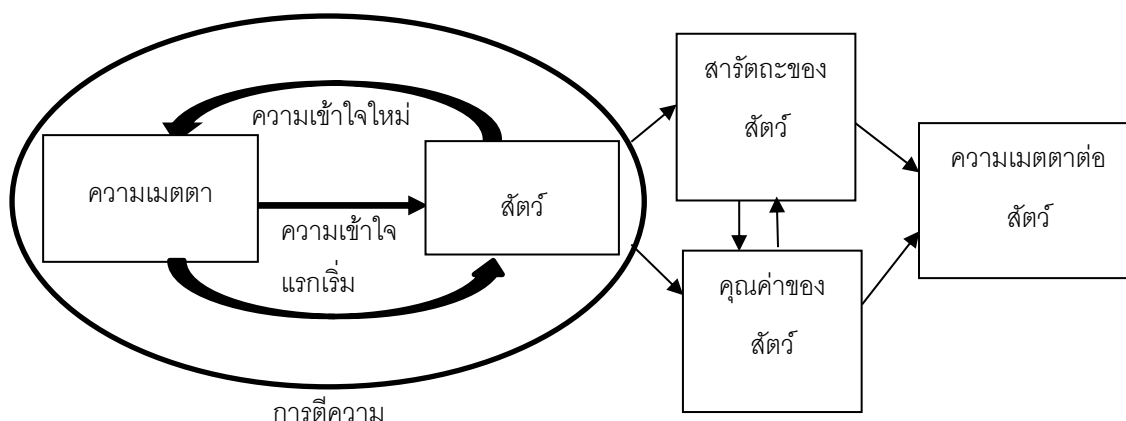 ความเข้าใจใหม่
ความเมตตา
สัตว์
ความเข้าใจ
แรกเริ่ม
การตีความ
สารัตถะของ
สัตว์
คุณค่าของ
สัตว์
ความเมตตาต่อ
สัตว์